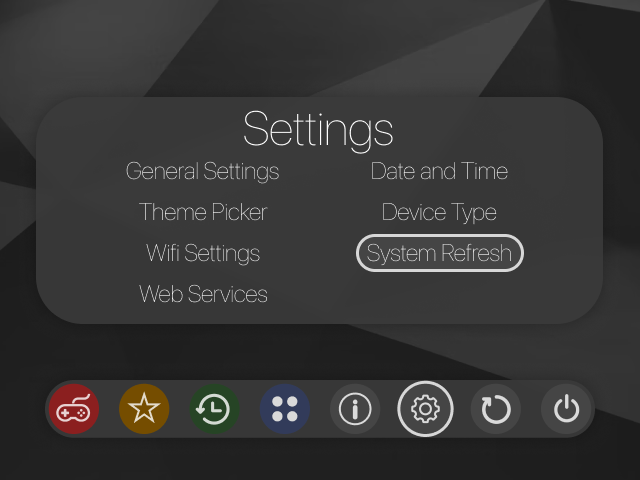 Settings
General Settings
Date and Time
Theme Picker
Device Type
Wifi Settings
System Refresh
Web Services